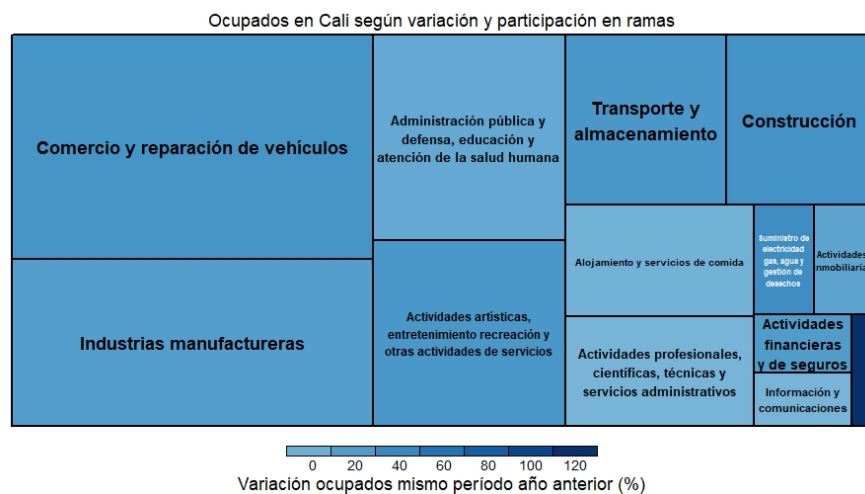 Ocupados en Cali según variación y participación en ramas
Comercio y reparación de vehículos
Industrias manufactureras
Administración pública y
defensa, educación y
atención de la salud humana
Actividades artísticas,
entretenimiento recreación y
otras actividades de servicios
Transporte y
almacenamiento
Construcción
Alojamiento y servicios de comida
Suministro de
electricidad
gas, agua y
gestión de
desechos
Actividades
nmobiliaria
Actividades profesionales,
científicas, técnicas y
servicios administrativos
Actividades
financieras
y de seguros
Información y
comunicaciones
0 20 40 60 80 100 120
Variación ocupados mismo período año anterior (%)